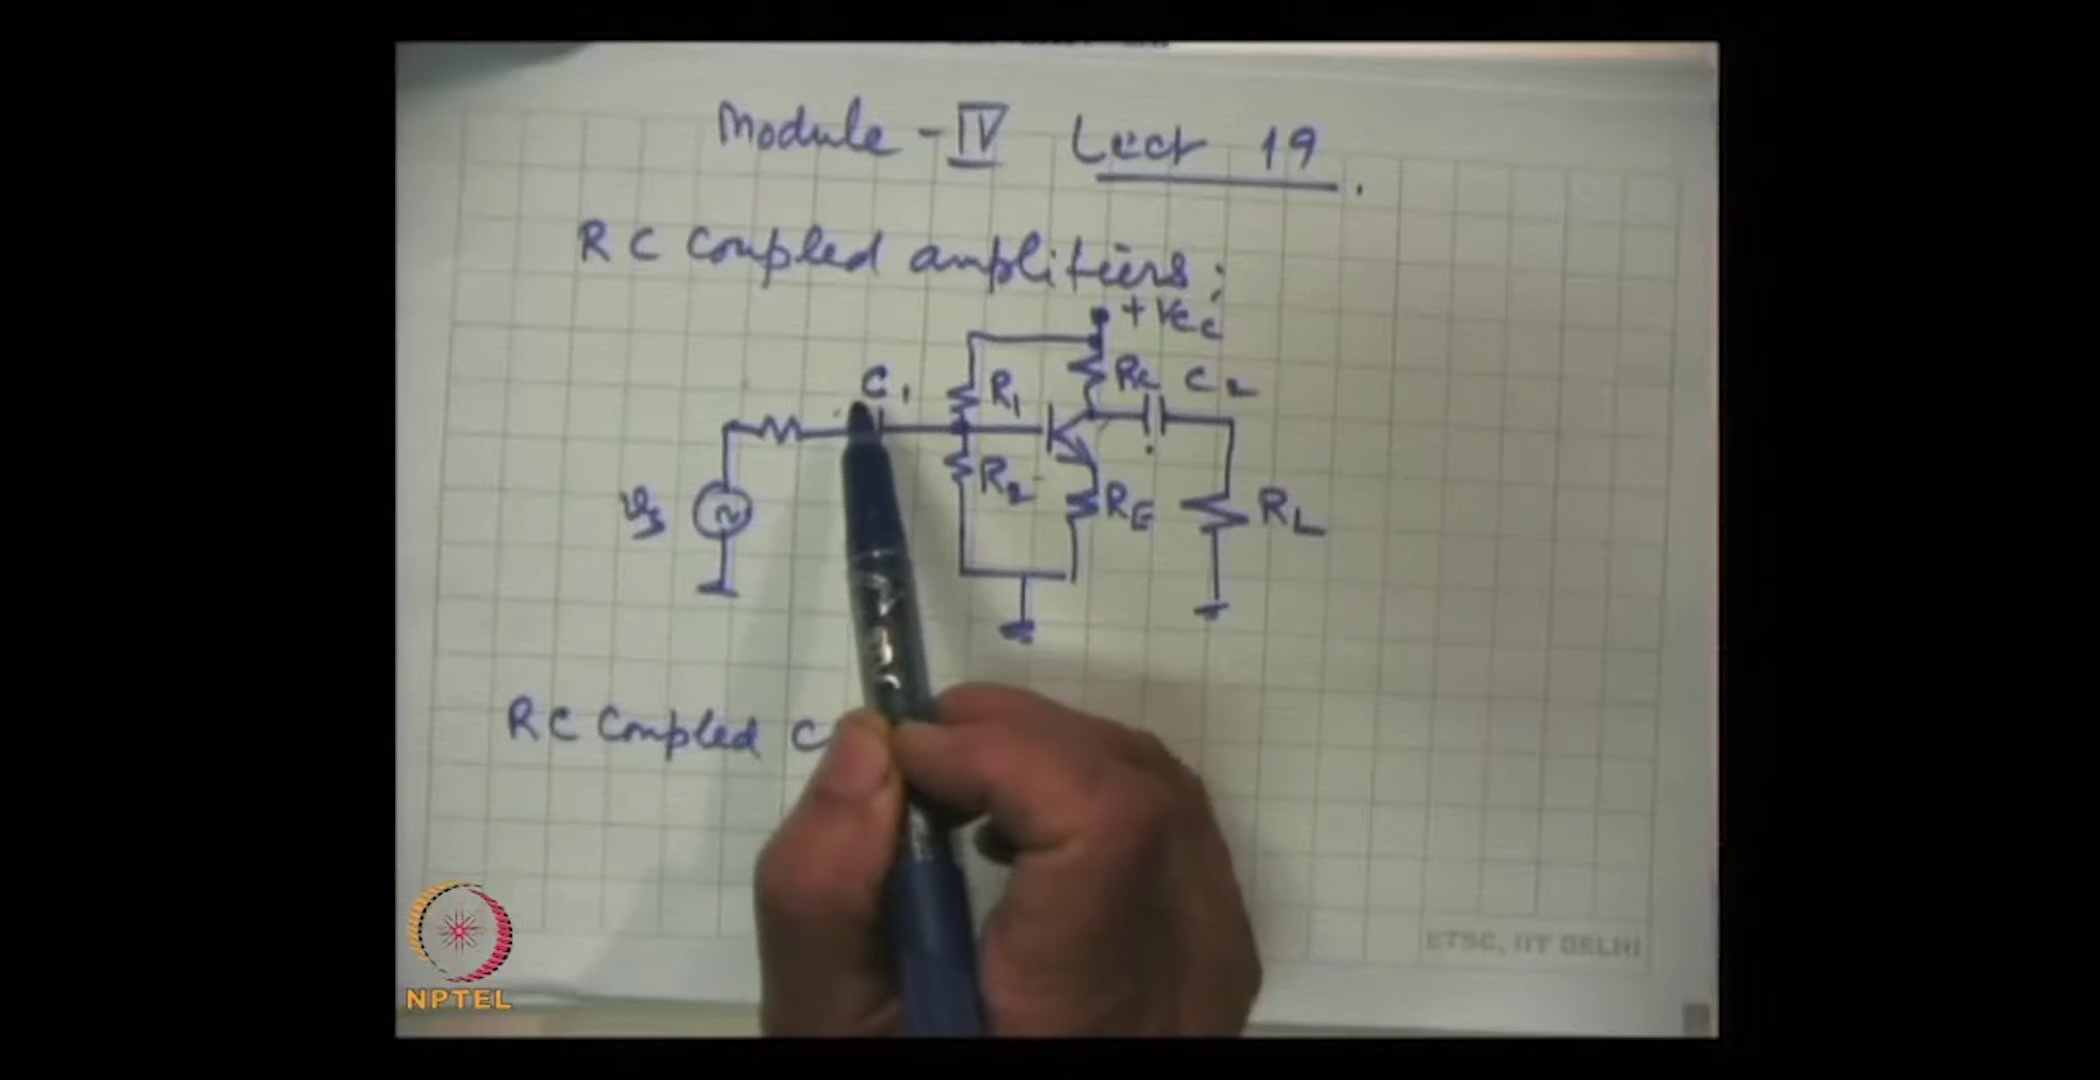 Module - IV Lect 19.
RC Coupled amplifiers:
+Vcc
C1
R1
RC
C2
R2
RE
RL
vs
RC Coupled C
ETSC, IIT DELHI
NPTEL